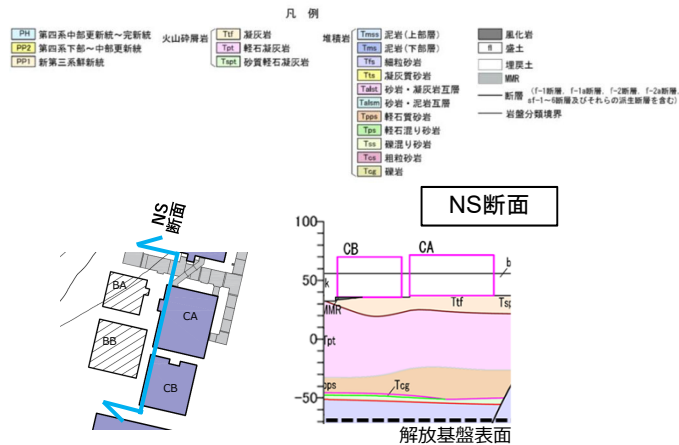 凡 例
PH 第四系中部更新統～完新統
PP2 第四系下部～中部更新統
PP1 新第三系鮮新統
火山砕屑岩
Ttf 凝灰岩
Tpt 軽石凝灰岩
Tspt 砂質軽石凝灰岩
堆積岩
Tmss 泥岩(上部層)
Tms 泥岩(下部層)
Tfs 細粒砂岩
Tts 凝灰質砂岩
Talst 砂岩・凝灰岩互層
Talsm 砂岩・泥岩互層
Tpps 軽石質砂岩
Tps 軽石混り砂岩
Tss 礫混り砂岩
Tcs 粗粒砂岩
Tcg 礫岩
風化岩
fl 盛土
埋戻土
MMR
断層 (f-1断層, f-1a断層, f-2断層, f-2a断層,
sf-1～6断層及びそれらの派生断層を含む)
岩盤分類境界
NS
断面
BA
CA
BB
CB
NS断面
100
CB
CA
b
50
k
MMR
Ttf
Tsp
0
Tpt
pps
Tcg
-50
解放基盤表面